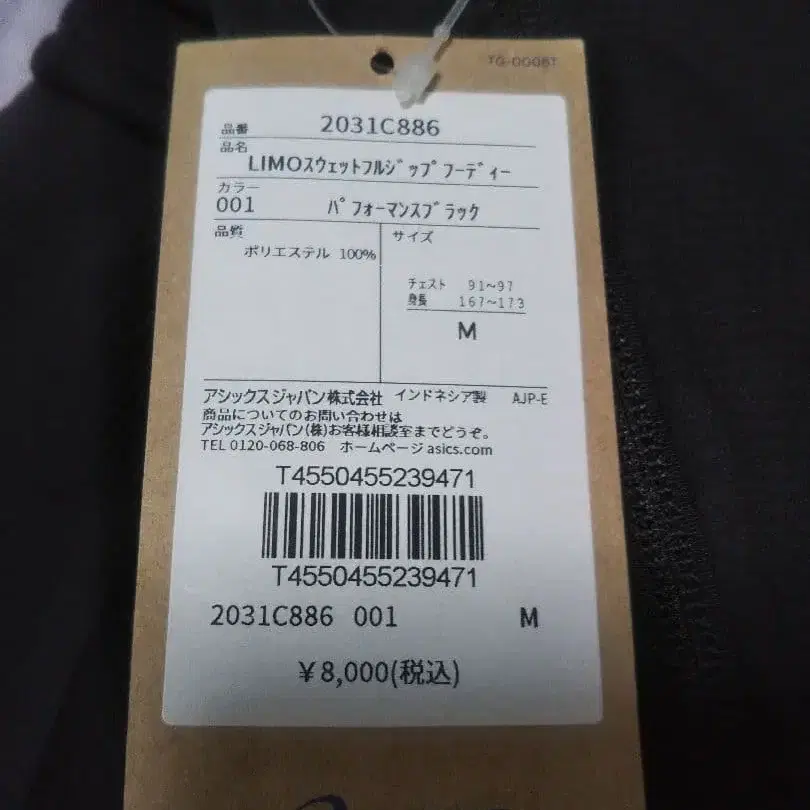 TG-0008T
品番 2031C886
品名
LIMOスウェットフルジップフーディー
カラー
001 パフォーマンスブラック
品質
ポリエステル 100%
サイズ
チェスト 91~97
身長 167~173
M
アシックスジャパン株式会社 インドネシア製 AJP-E
商品についてのお問い合わせは
アシックスジャパン(株)お客様相談室までどうぞ。
TEL 0120-068-806 ホームページ asics.com
T4550455239471
T4550455239471
2031C886 001 M
¥8,000(税込)